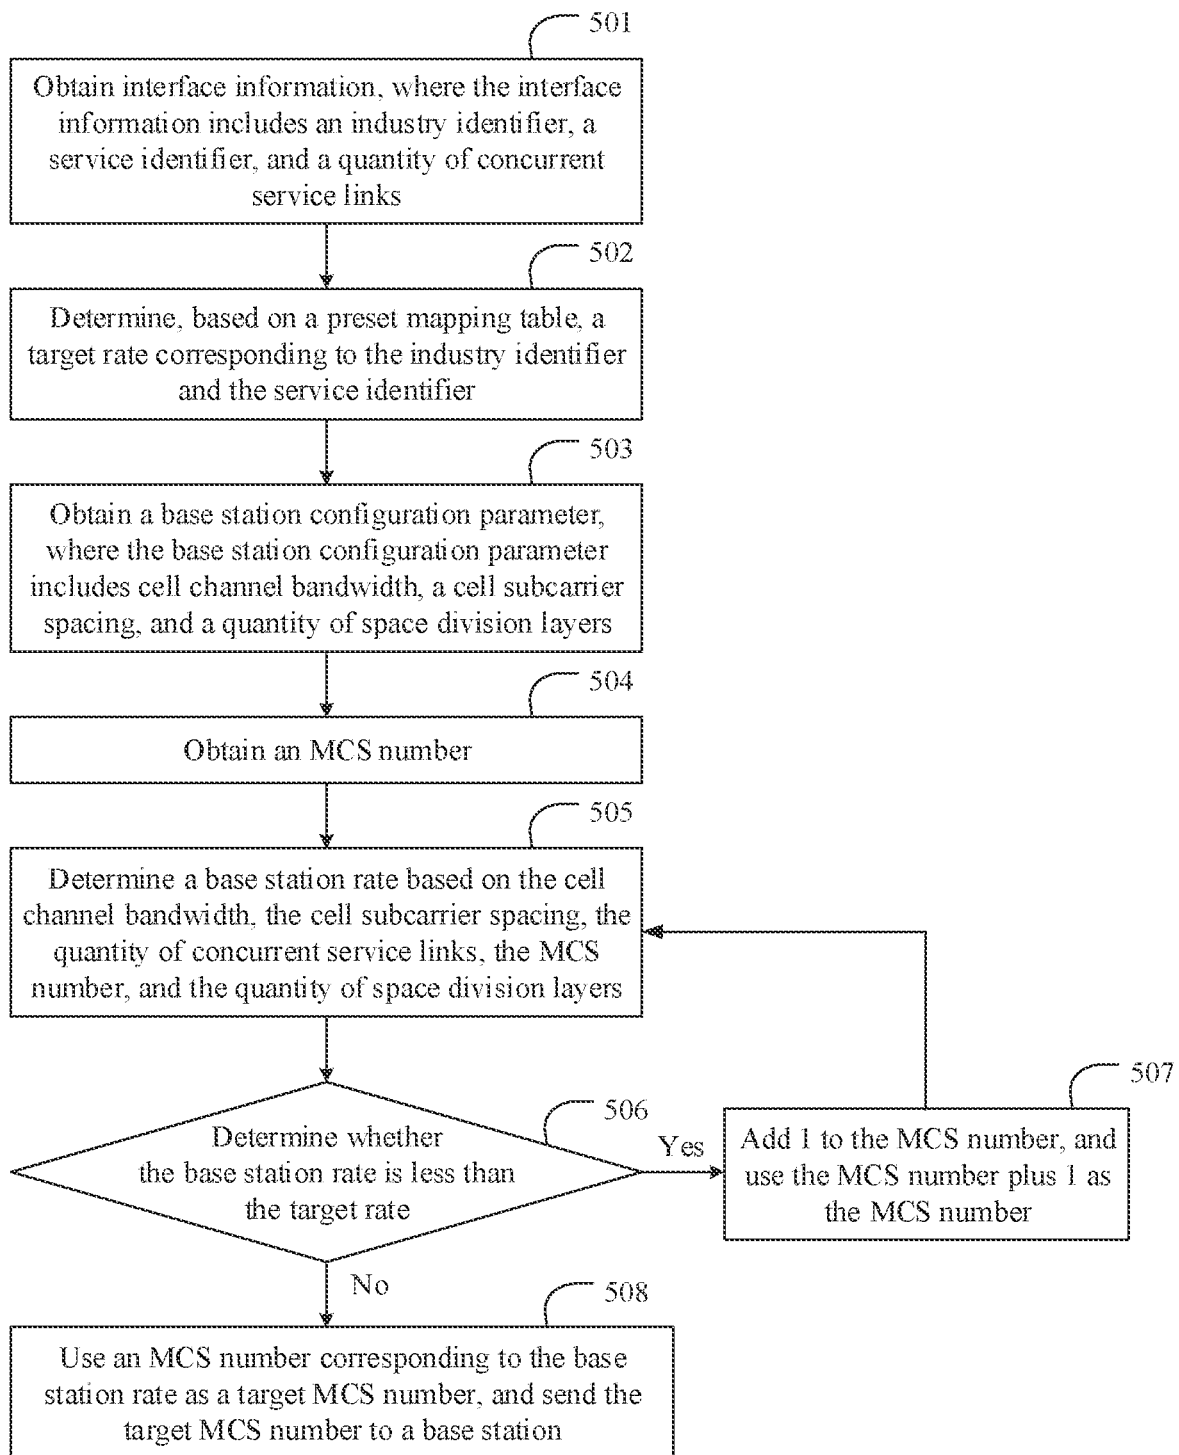 501
Obtain interface information, where the interface
information includes an industry identifier, a
service identifier, and a quantity of concurrent
service links
502
Determine, based on a preset mapping table, a
target rate corresponding to the industry identifier
and the service identifier
503
Obtain a base station configuration parameter,
where the base station configuration parameter
includes cell channel bandwidth, a cell subcarrier
spacing, and a quantity of space division layers
504
Obtain an MCS number
505
Determine a base station rate based on the cell
channel bandwidth, the cell subcarrier spacing, the
quantity of concurrent service links, the MCS
number, and the quantity of space division layers
506
Determine whether
the base station rate is less than
the target rate
Yes
507
Add 1 to the MCS number, and
use the MCS number plus 1 as
the MCS number
No
508
Use an MCS number corresponding to the base
station rate as a target MCS number, and send the
target MCS number to a base station